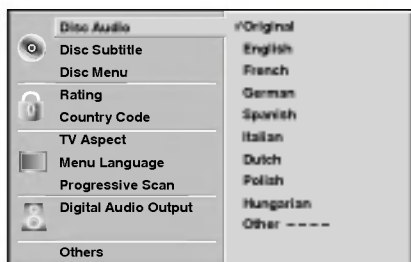 Disc Audio
Disc Subtitle
Disc Menu
Rating
Country Code
TV Aspect
Menu Language
Progressive Scan
Digital Audio Output
Others
✓Original
English
French
German
Spanish
Italian
Dutch
Polish
Hungarian
Other – – – –